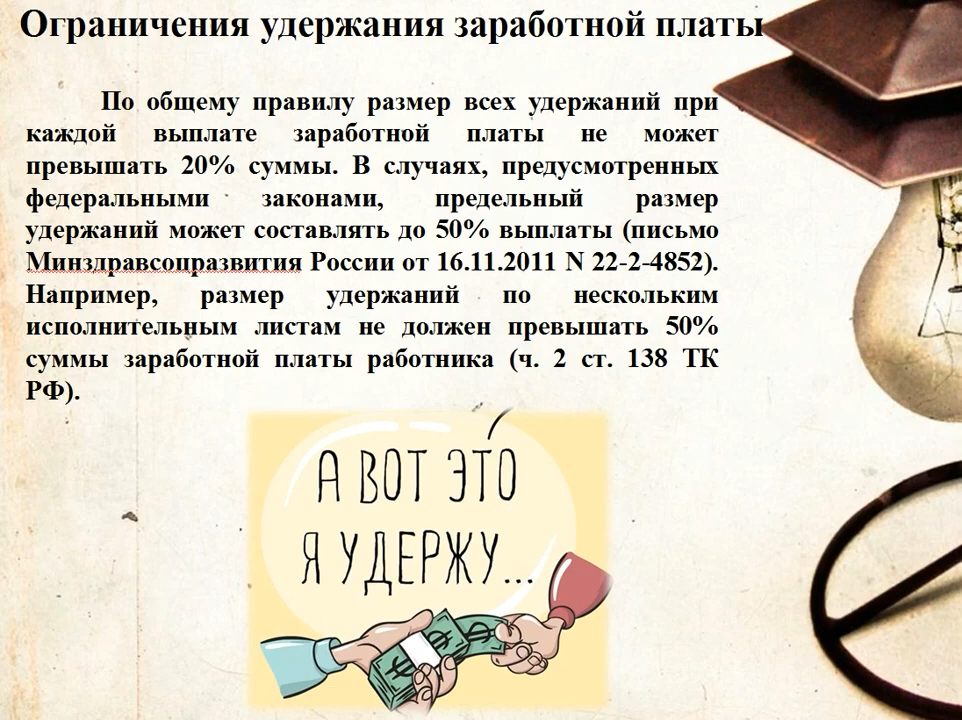 Ограничения удержания заработной платы
По общему правилу размер всех удержаний при
каждой выплате заработной платы не может
превышать 20% суммы. В случаях, предусмотренных
федеральными законами, предельный размер
удержаний может составлять до 50% выплаты (письмо
Минздравсоцразвития России от 16.11.2011 N 22-2-4852).
Например, размер удержаний по нескольким
исполнительным листам не должен превышать 50%
суммы заработной платы работника (ч. 2 ст. 138 ТК
РФ).
А ВОТ ЭТО
Я УДЕРЖУ...